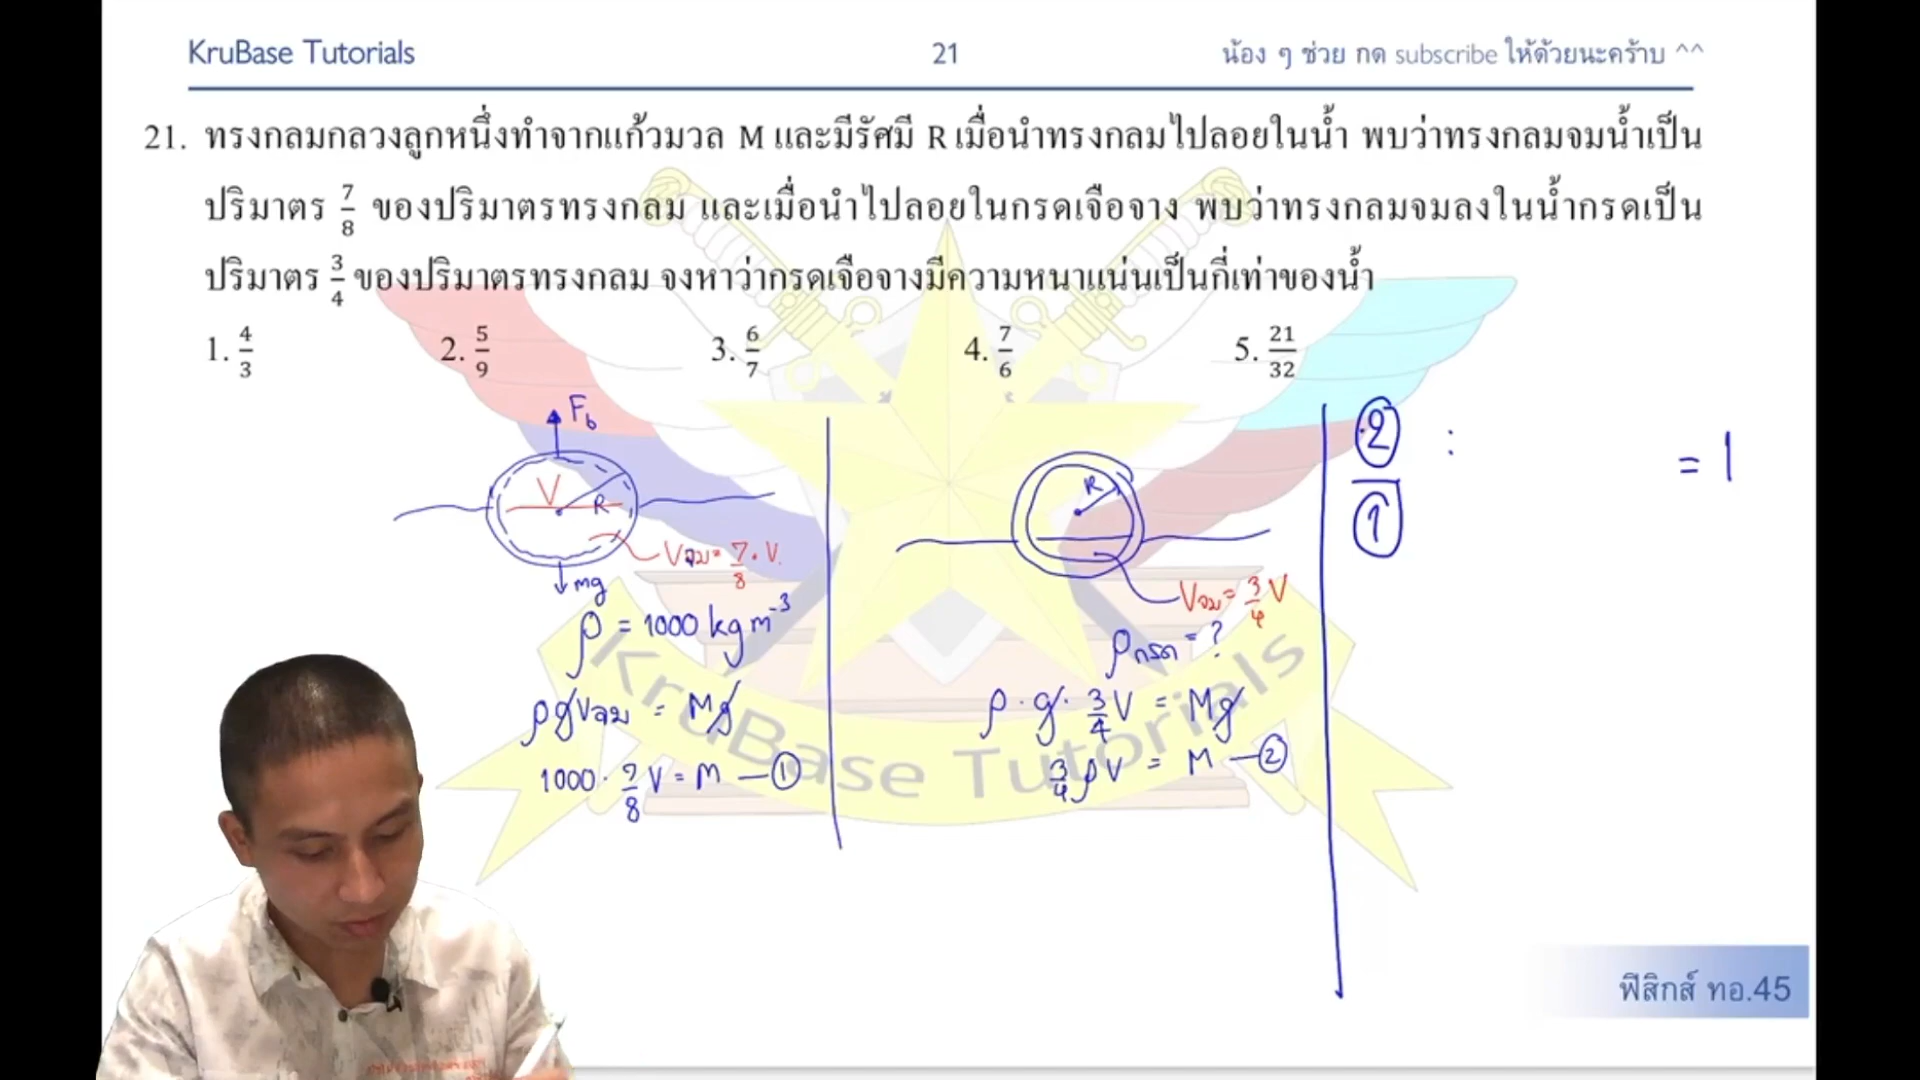 KruBase Tutorials 21 น้อง ๆ ช่วย กด subscribe ให้ด้วยนะคร้าบ ^^
21. ทรงกลมกลวงลูกหนึ่งทำจากแก้วมวล M และมีรัศมี R เมื่อนำทรงกลมไปลอยในน้ำ พบว่าทรงกลมจมน้ำเป็น
ปริมาตร 7/8 ของปริมาตรทรงกลม และเมื่อนำไปลอยในกรดเจือจาง พบว่าทรงกลมจมลงในน้ำกรดเป็น
ปริมาตร 3/4 ของปริมาตรทรงกลม จงหาว่ากรดเจือจางมีความหนาแน่นเป็นกี่เท่าของน้ำ
1. 4/3 2. 5/9 3. 6/7 4. 7/6 5. 21/32
F_b
V R
Vจม = 7/8 · V
mg
ρ = 1000 kg m⁻³
ρgVจม = Mg
1000 · 7/8 V = M — ①
R
Vจม = 3/4 V
ρกรด = ?
ρ · g · 3/4 V = Mg
3/4 ρV = M — ②
②/① : = 1
KruBase Tutorials
ฟิสิกส์ ทอ.45